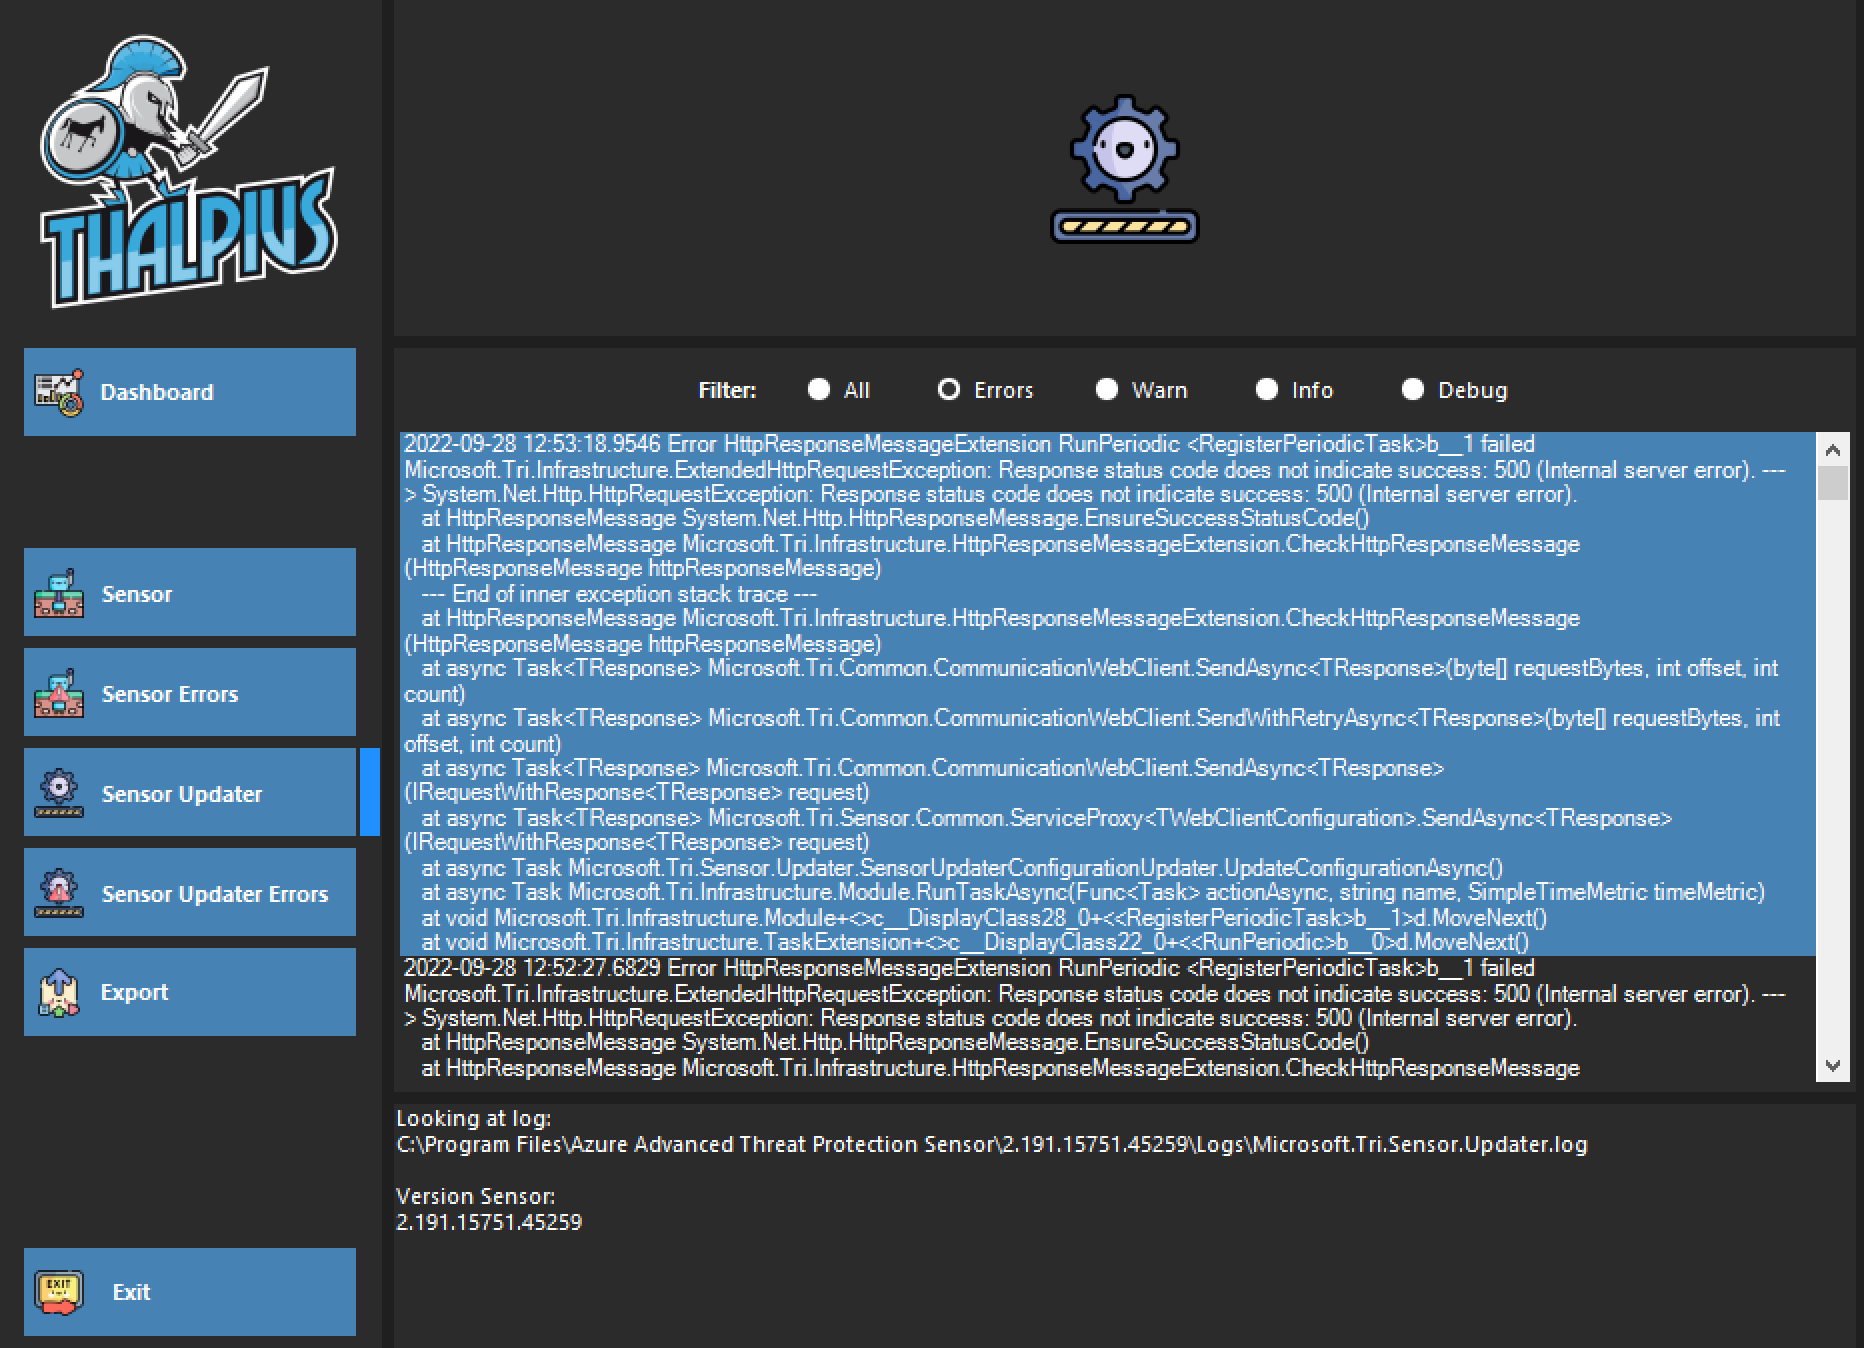 THALPIUS
Dashboard
Sensor
Sensor Errors
Sensor Updater
Sensor Updater Errors
Export
EXIT
Exit
Filter: All Errors Warn Info Debug
2022-09-28 12:53:18.9546 Error HttpResponseMessageExtension RunPeriodic <RegisterPeriodicTask>b__1 failed
Microsoft.Tri.Infrastructure.ExtendedHttpRequestException: Response status code does not indicate success: 500 (Internal server error). ---
> System.Net.Http.HttpRequestException: Response status code does not indicate success: 500 (Internal server error).
at HttpResponseMessage System.Net.Http.HttpResponseMessage.EnsureSuccessStatusCode()
at HttpResponseMessage Microsoft.Tri.Infrastructure.HttpResponseMessageExtension.CheckHttpResponseMessage
(HttpResponseMessage httpResponseMessage)
--- End of inner exception stack trace ---
at HttpResponseMessage Microsoft.Tri.Infrastructure.HttpResponseMessageExtension.CheckHttpResponseMessage
(HttpResponseMessage httpResponseMessage)
at async Task<TResponse> Microsoft.Tri.Common.CommunicationWebClient.SendAsync<TResponse>(byte[] requestBytes, int offset, int
count)
at async Task<TResponse> Microsoft.Tri.Common.CommunicationWebClient.SendWithRetryAsync<TResponse>(byte[] requestBytes, int
offset, int count)
at async Task<TResponse> Microsoft.Tri.Common.CommunicationWebClient.SendAsync<TResponse>
(IRequestWithResponse<TResponse> request)
at async Task<TResponse> Microsoft.Tri.Sensor.Common.ServiceProxy<TWebClientConfiguration>.SendAsync<TResponse>
(IRequestWithResponse<TResponse> request)
at async Task Microsoft.Tri.Sensor.Updater.SensorUpdaterConfigurationUpdater.UpdateConfigurationAsync()
at async Task Microsoft.Tri.Infrastructure.Module.RunTaskAsync(Func<Task> actionAsync, string name, SimpleTimeMetric timeMetric)
at void Microsoft.Tri.Infrastructure.Module+<>c__DisplayClass28_0+<<RegisterPeriodicTask>b__1>d.MoveNext()
at void Microsoft.Tri.Infrastructure.TaskExtension+<>c__DisplayClass22_0+<<RunPeriodic>b__0>d.MoveNext()
2022-09-28 12:52:27.6829 Error HttpResponseMessageExtension RunPeriodic <RegisterPeriodicTask>b__1 failed
Microsoft.Tri.Infrastructure.ExtendedHttpRequestException: Response status code does not indicate success: 500 (Internal server error). ---
> System.Net.Http.HttpRequestException: Response status code does not indicate success: 500 (Internal server error).
at HttpResponseMessage System.Net.Http.HttpResponseMessage.EnsureSuccessStatusCode()
at HttpResponseMessage Microsoft.Tri.Infrastructure.HttpResponseMessageExtension.CheckHttpResponseMessage
Looking at log:
C:\Program Files\Azure Advanced Threat Protection Sensor\2.191.15751.45259\Logs\Microsoft.Tri.Sensor.Updater.log
Version Sensor:
2.191.15751.45259